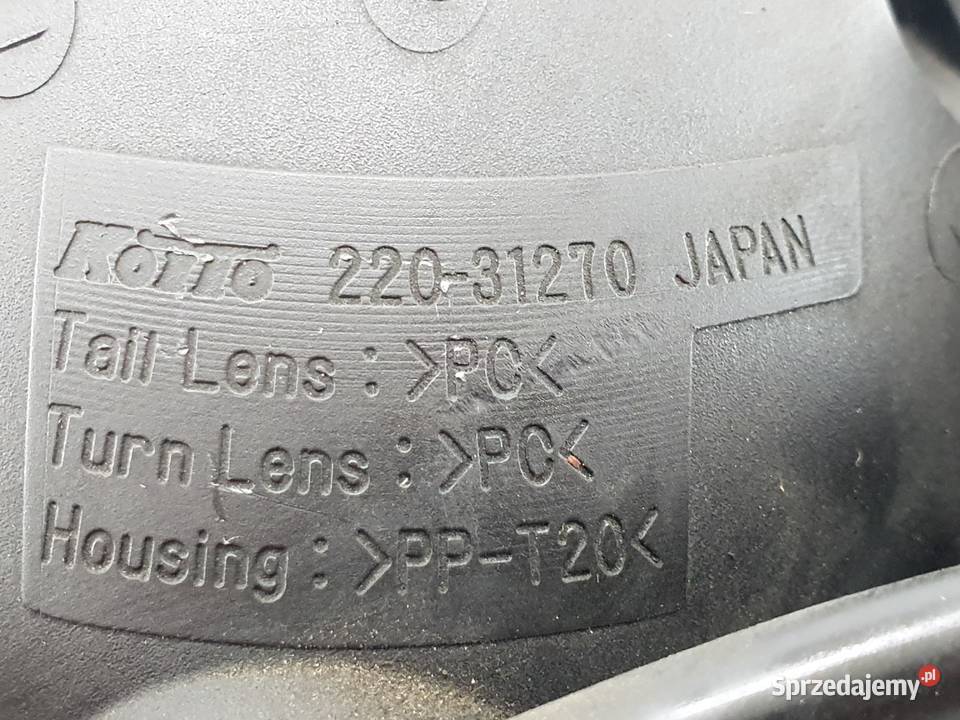 KOITO 220-31270 JAPAN
Tail Lens : >PC<
Turn Lens : >PC<
Housing : >PP-T20<
Sprzedajemy.pl